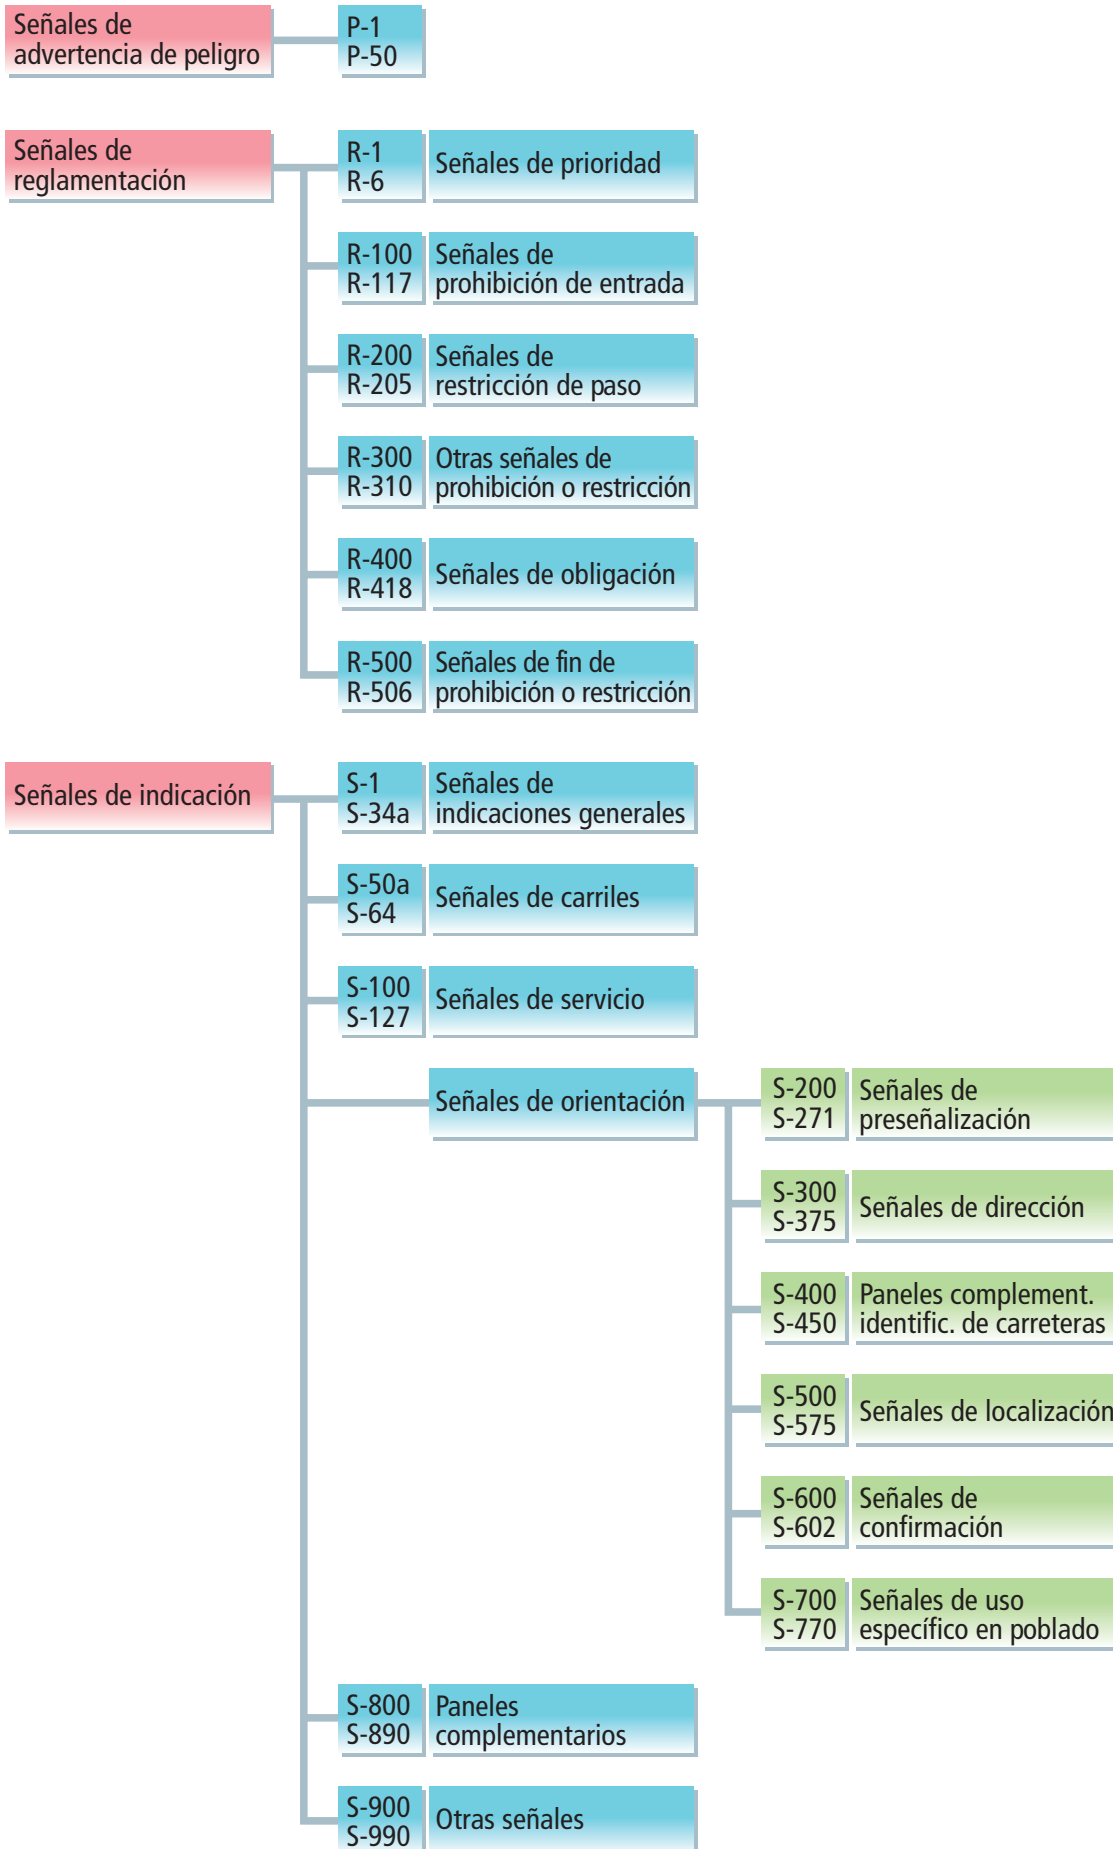 Señales de
advertencia de peligro
P-1
P-50
Señales de
reglamentación
R-1
R-6
Señales de prioridad
R-100
R-117
Señales de
prohibición de entrada
R-200
R-205
Señales de
restricción de paso
R-300
R-310
Otras señales de
prohibición o restricción
R-400
R-418
Señales de obligación
R-500
R-506
Señales de fin de
prohibición o restricción
Señales de indicación
S-1
S-34a
Señales de
indicaciones generales
S-50a
S-64
Señales de carriles
S-100
S-127
Señales de servicio
Señales de orientación
S-200
S-271
Señales de
preseñalización
S-300
S-375
Señales de dirección
S-400
S-450
Paneles complement.
identific. de carreteras
S-500
S-575
Señales de localización
S-600
S-602
Señales de
confirmación
S-700
S-770
Señales de uso
específico en poblado
S-800
S-890
Paneles
complementarios
S-900
S-990
Otras señales